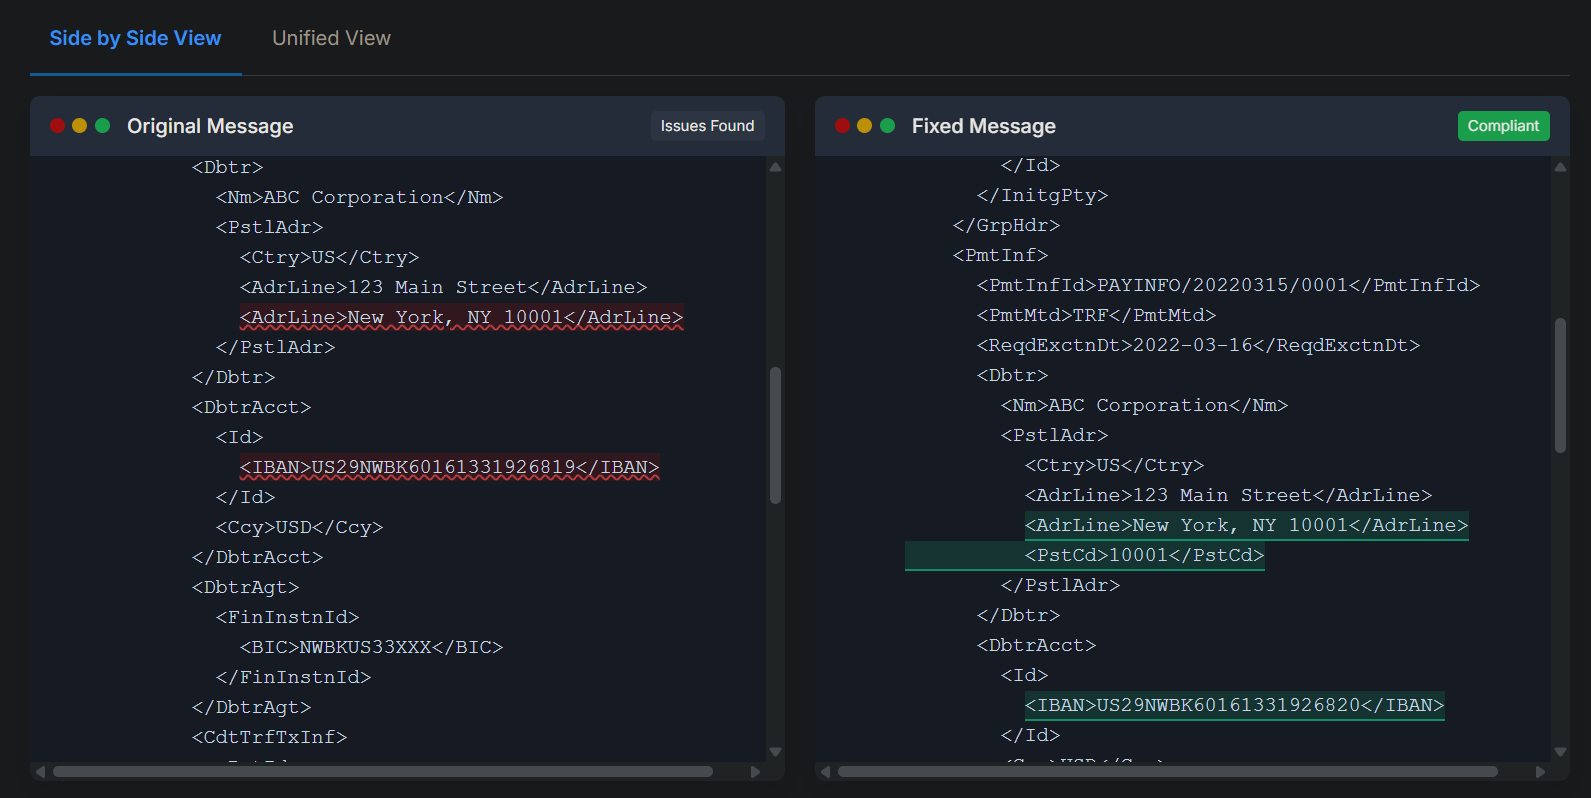 Side by Side View
Unified View
Original Message
Issues Found
<Dbtr>
<Nm>ABC Corporation</Nm>
<PstlAdr>
<Ctry>US</Ctry>
<AdrLine>123 Main Street</AdrLine>
<AdrLine>New York, NY 10001</AdrLine>
</PstlAdr>
</Dbtr>
<DbtrAcct>
<Id>
<IBAN>US29NWBK60161331926819</IBAN>
</Id>
<Ccy>USD</Ccy>
</DbtrAcct>
<DbtrAgt>
<FinInstnId>
<BIC>NWBKUS33XXX</BIC>
</FinInstnId>
</DbtrAgt>
<CdtTrfTxInf>
Fixed Message
Compliant
</Id>
</InitgPty>
</GrpHdr>
<PmtInf>
<PmtInfId>PAYINFO/20220315/0001</PmtInfId>
<PmtMtd>TRF</PmtMtd>
<ReqdExctnDt>2022-03-16</ReqdExctnDt>
<Dbtr>
<Nm>ABC Corporation</Nm>
<PstlAdr>
<Ctry>US</Ctry>
<AdrLine>123 Main Street</AdrLine>
<AdrLine>New York, NY 10001</AdrLine>
<PstCd>10001</PstCd>
</PstlAdr>
</Dbtr>
<DbtrAcct>
<Id>
<IBAN>US29NWBK60161331926820</IBAN>
</Id>